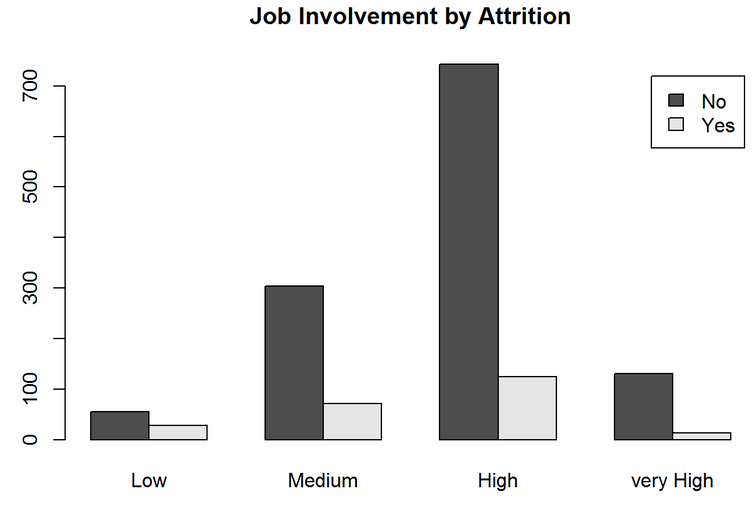 Job Involvement by Attrition
No
Yes
700
500
300
100
0
Low Medium High very High